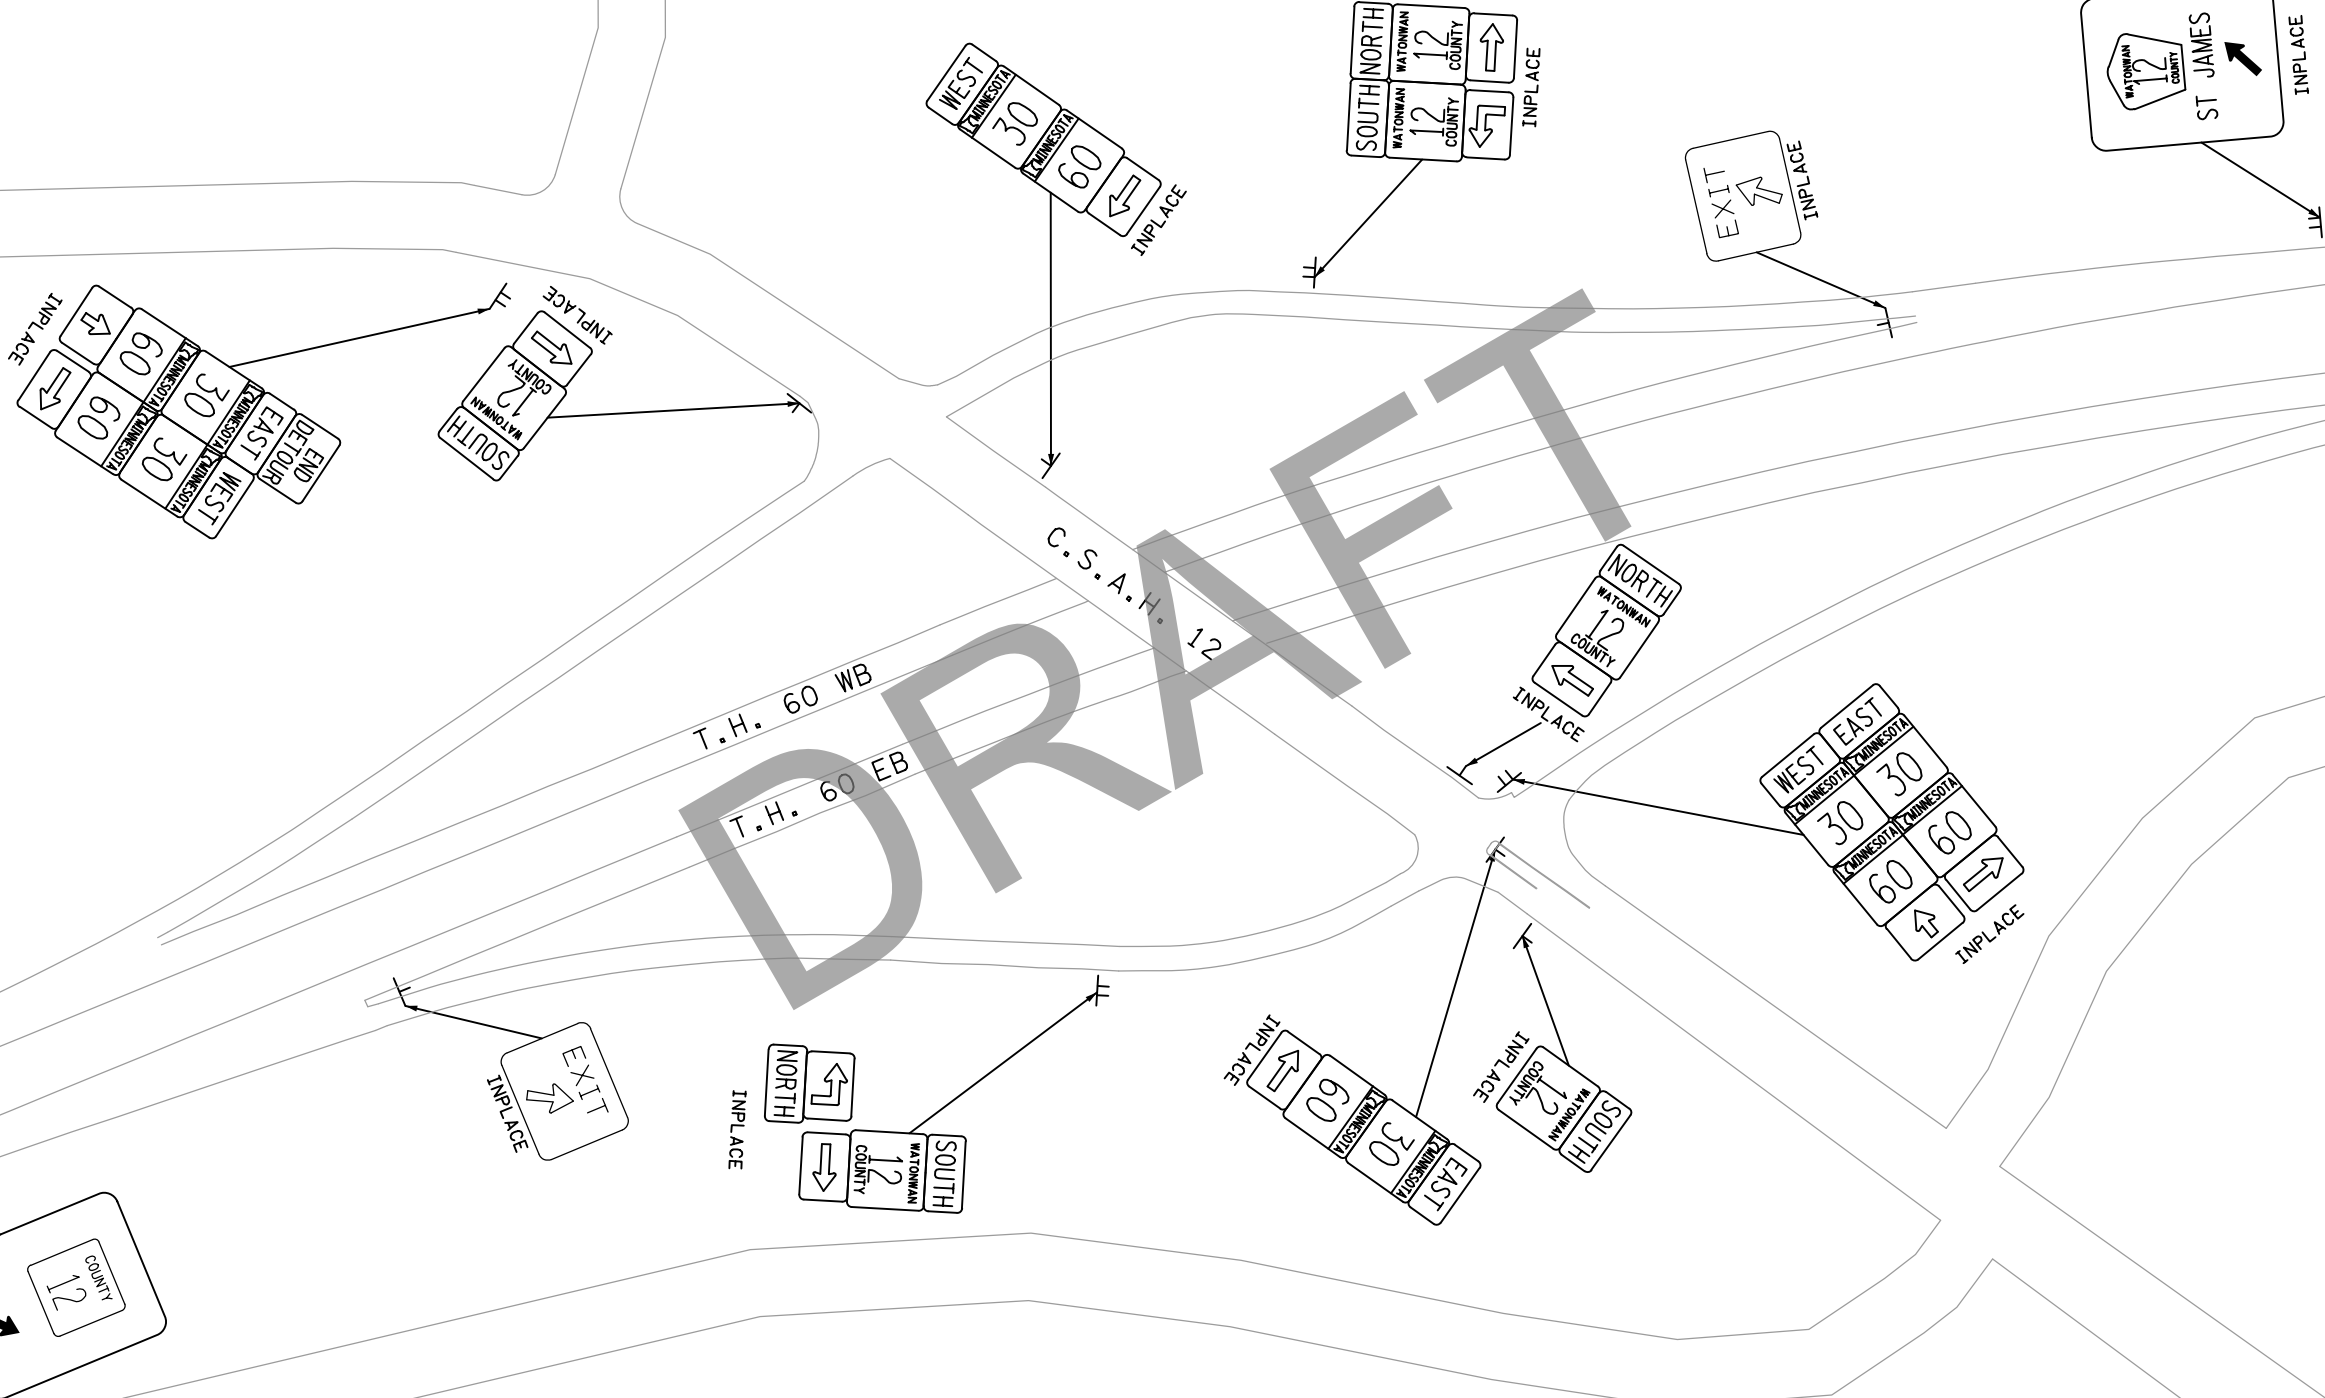 WEST
MINNESOTA
30
MINNESOTA
60
INPLACE
NORTH
WATONWAN
12
COUNTY
SOUTH
WATONWAN
12
COUNTY
INPLACE
WATONWAN
12
COUNTY
ST JAMES
INPLACE
EXIT
INPLACE
END
DETOUR
EAST
MINNESOTA
30
MINNESOTA
60
WEST
MINNESOTA
30
MINNESOTA
60
INPLACE
SOUTH
WATONWAN
12
COUNTY
INPLACE
C.S.A.H. 12
T.H. 60 WB
T.H. 60 EB
DRAFT
NORTH
WATONWAN
12
COUNTY
INPLACE
WEST
MINNESOTA
30
MINNESOTA
60
EAST
MINNESOTA
30
MINNESOTA
60
INPLACE
EXIT
INPLACE
NORTH
SOUTH
WATONWAN
12
COUNTY
INPLACE
EAST
MINNESOTA
30
MINNESOTA
60
INPLACE
SOUTH
WATONWAN
12
COUNTY
INPLACE
COUNTY
12